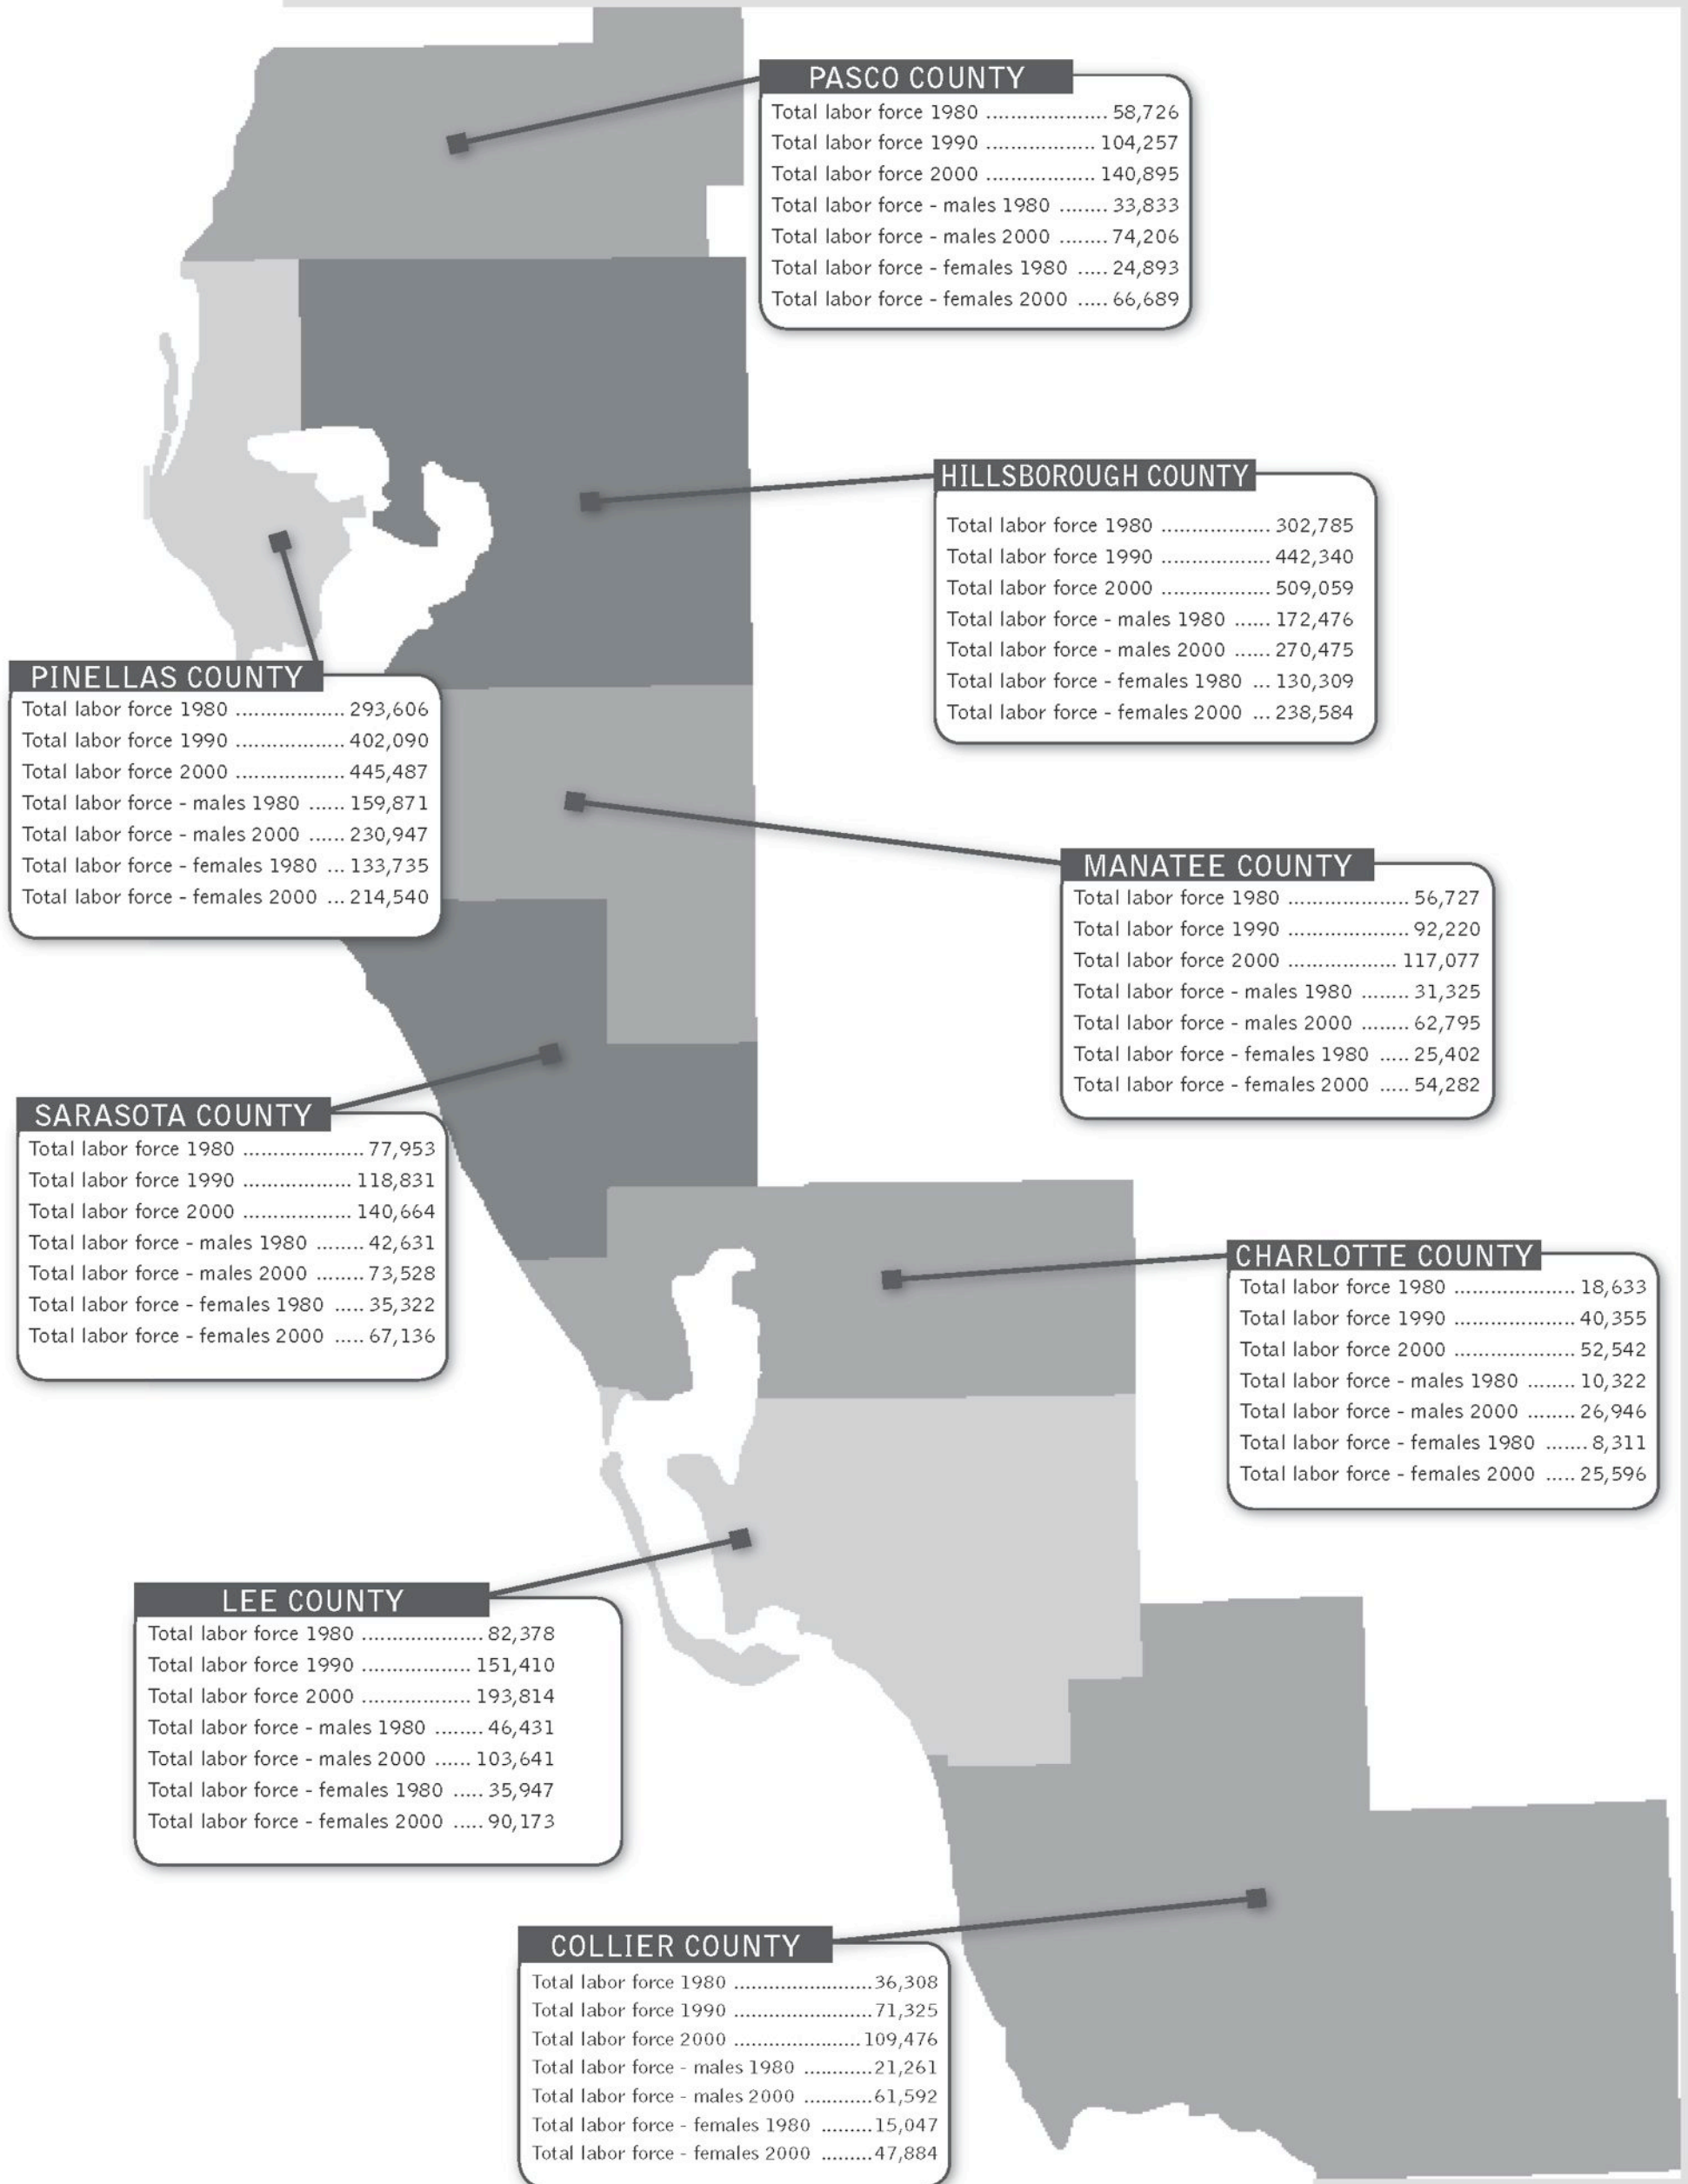 PASCO COUNTY
Total labor force 1980 .................... 58,726
Total labor force 1990 .................. 104,257
Total labor force 2000 .................. 140,895
Total labor force - males 1980 ........ 33,833
Total labor force - males 2000 ........ 74,206
Total labor force - females 1980 ..... 24,893
Total labor force - females 2000 ..... 66,689
HILLSBOROUGH COUNTY
Total labor force 1980 .................. 302,785
Total labor force 1990 .................. 442,340
Total labor force 2000 .................. 509,059
Total labor force - males 1980 ...... 172,476
Total labor force - males 2000 ...... 270,475
Total labor force - females 1980 ... 130,309
Total labor force - females 2000 ... 238,584
PINELLAS COUNTY
Total labor force 1980 .................. 293,606
Total labor force 1990 .................. 402,090
Total labor force 2000 .................. 445,487
Total labor force - males 1980 ...... 159,871
Total labor force - males 2000 ...... 230,947
Total labor force - females 1980 ... 133,735
Total labor force - females 2000 ... 214,540
MANATEE COUNTY
Total labor force 1980 .................... 56,727
Total labor force 1990 .................... 92,220
Total labor force 2000 .................. 117,077
Total labor force - males 1980 ........ 31,325
Total labor force - males 2000 ........ 62,795
Total labor force - females 1980 ..... 25,402
Total labor force - females 2000 ..... 54,282
SARASOTA COUNTY
Total labor force 1980 .................... 77,953
Total labor force 1990 .................. 118,831
Total labor force 2000 .................. 140,664
Total labor force - males 1980 ........ 42,631
Total labor force - males 2000 ........ 73,528
Total labor force - females 1980 ..... 35,322
Total labor force - females 2000 ..... 67,136
CHARLOTTE COUNTY
Total labor force 1980 .................... 18,633
Total labor force 1990 .................... 40,355
Total labor force 2000 .................... 52,542
Total labor force - males 1980 ........ 10,322
Total labor force - males 2000 ........ 26,946
Total labor force - females 1980 ....... 8,311
Total labor force - females 2000 ..... 25,596
LEE COUNTY
Total labor force 1980 .................... 82,378
Total labor force 1990 .................. 151,410
Total labor force 2000 .................. 193,814
Total labor force - males 1980 ........ 46,431
Total labor force - males 2000 ...... 103,641
Total labor force - females 1980 ..... 35,947
Total labor force - females 2000 ..... 90,173
COLLIER COUNTY
Total labor force 1980 .......................36,308
Total labor force 1990 .......................71,325
Total labor force 2000 .....................109,476
Total labor force - males 1980 ............21,261
Total labor force - males 2000 ............61,592
Total labor force - females 1980 .........15,047
Total labor force - females 2000 .........47,884